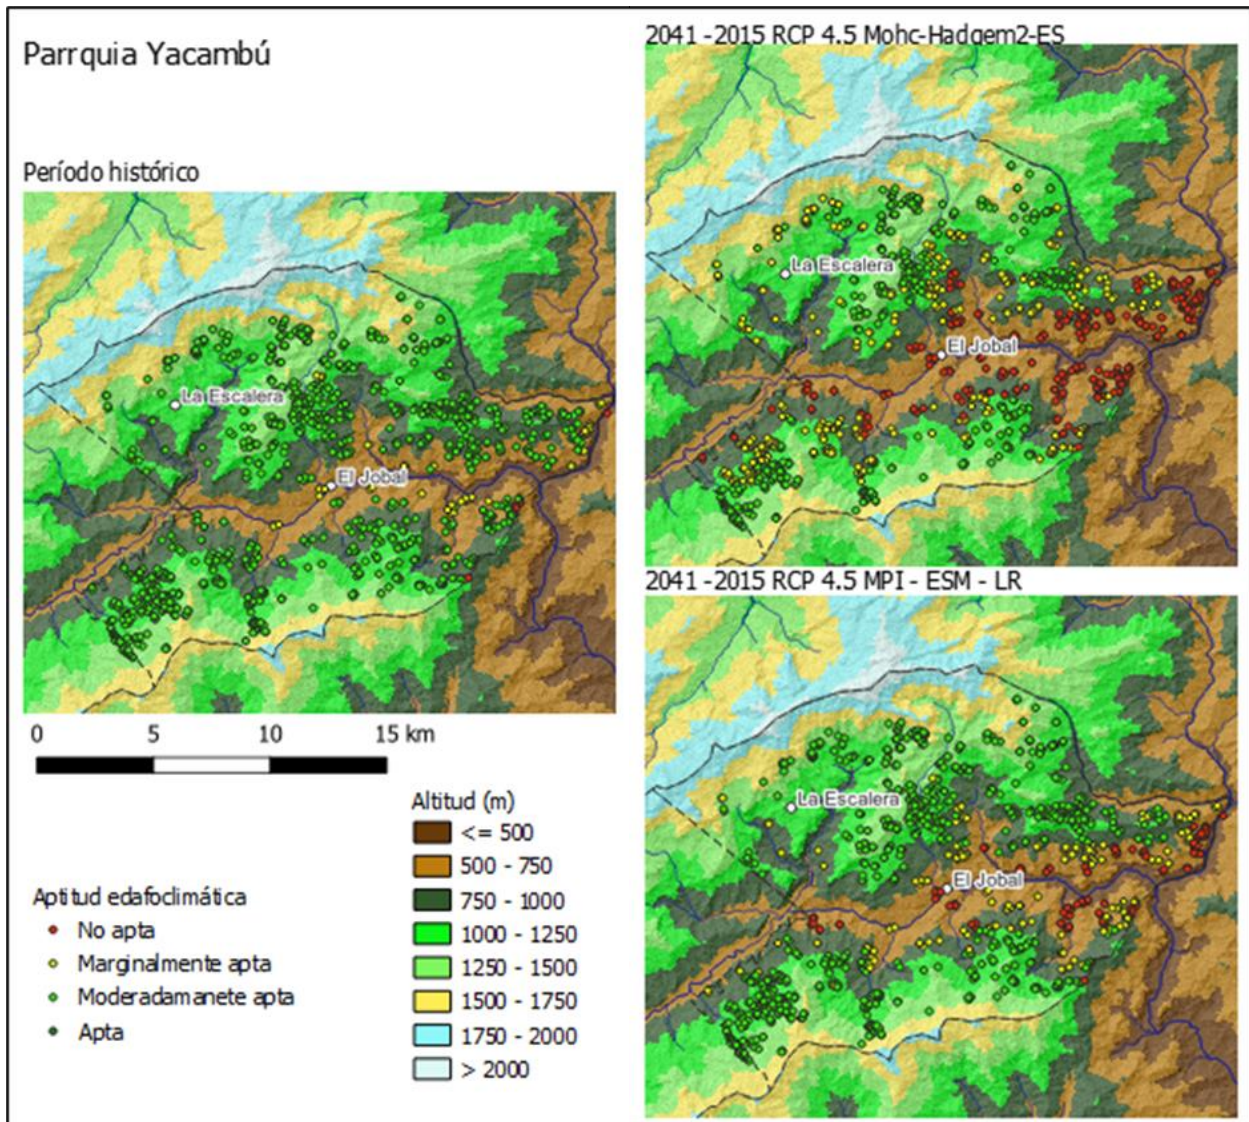 Parrquia Yacambú
Período histórico
La Escalera
El Jobal
0 5 10 15 km
Altitud (m)
<= 500
500 - 750
750 - 1000
1000 - 1250
1250 - 1500
1500 - 1750
1750 - 2000
> 2000
Aptitud edafoclimática
No apta
Marginalmente apta
Moderadamanete apta
Apta
2041 -2015 RCP 4.5 Mohc-Hadgem2-ES
La Escalera
El Jobal
2041 -2015 RCP 4.5 MPI - ESM - LR
La Escalera
El Jobal